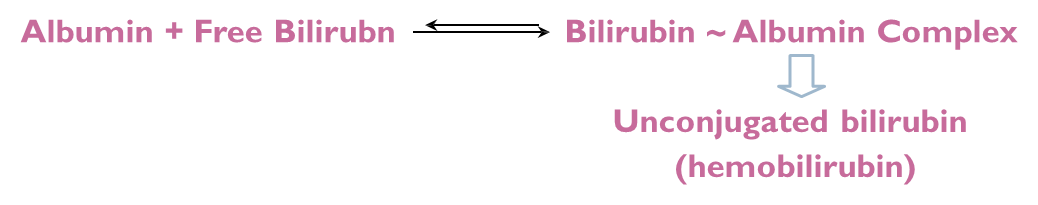 Albumin + Free Bilirubn Bilirubin ~ Albumin Complex
Unconjugated bilirubin
(hemobilirubin)